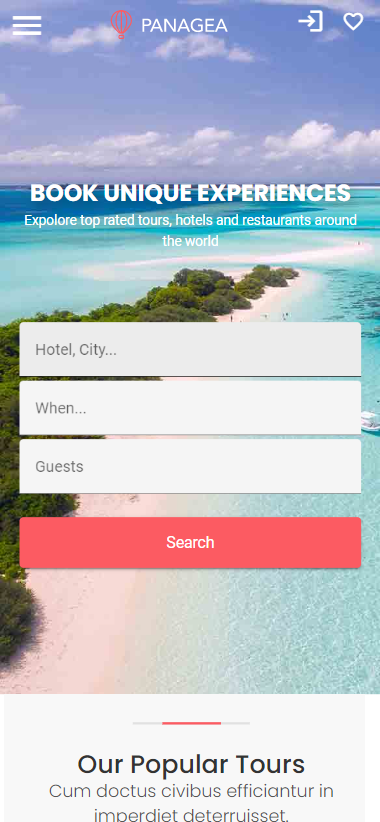 PANAGEA
BOOK UNIQUE EXPERIENCES
Expolore top rated tours, hotels and restaurants around
the world
Hotel, City...
When...
Guests
Search
Our Popular Tours
Cum doctus civibus efficiantur in
imperdiet deterruisset.